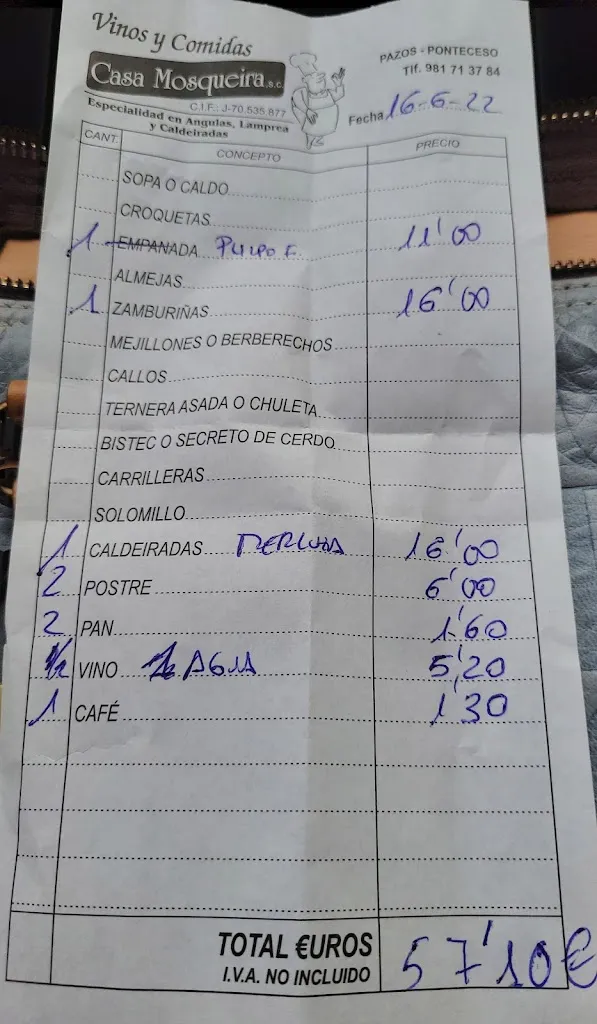 Vinos y Comidas
Casa Mosqueira S.C.
C.I.F.: J-70.535.877
Especialidad en Angulas, Lamprea
y Caldeiradas
PAZOS - PONTECESO
Tlf. 981 71 37 84
Fecha 16-6-22
CANT. CONCEPTO PRECIO
SOPA O CALDO
CROQUETAS
1 EMPANADA PULPO F. 11'00
ALMEJAS
1 ZAMBURIÑAS 16'00
MEJILLONES O BERBERECHOS
CALLOS
TERNERA ASADA O CHULETA
BISTEC O SECRETO DE CERDO
CARRILLERAS
SOLOMILLO
1 CALDEIRADAS MERLUZA 16'00
2 POSTRE 6'00
2 PAN 1'60
1/2 VINO AGUA 5'20
1 CAFÉ 1'30
TOTAL €UROS 57'10€
I.V.A. NO INCLUIDO